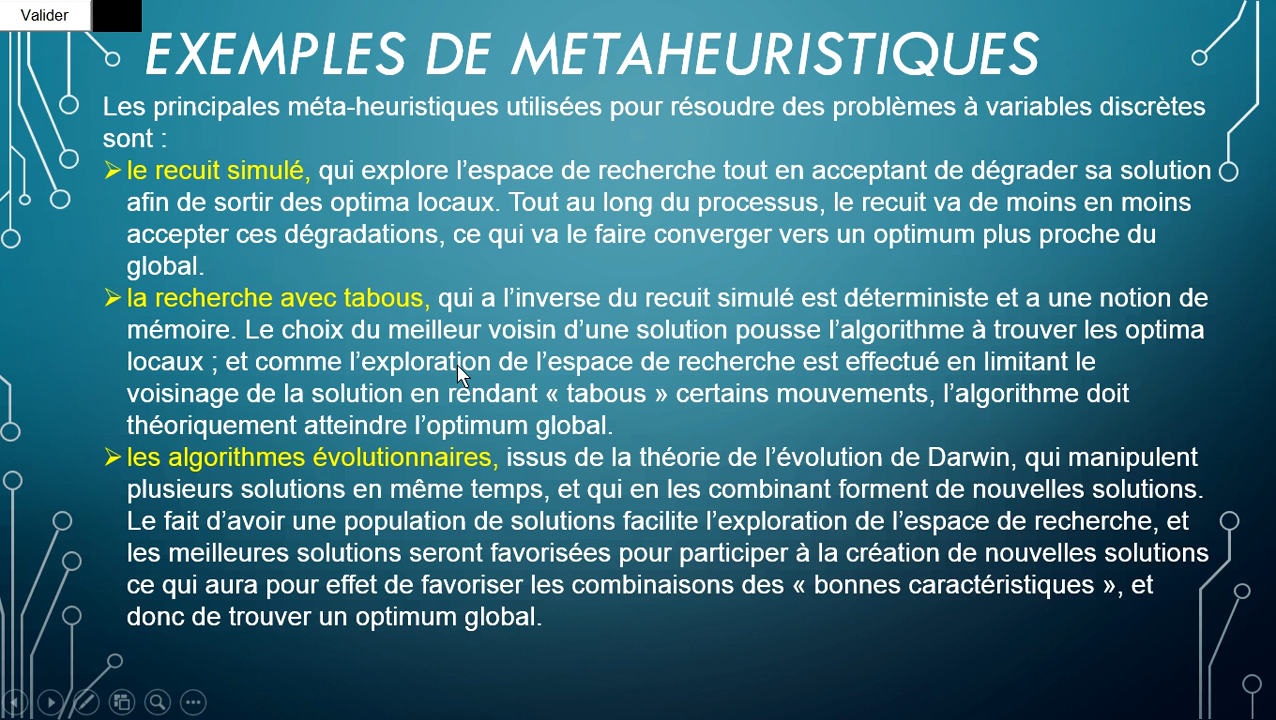 Valider
EXEMPLES DE METAHEURISTIQUES
Les principales méta-heuristiques utilisées pour résoudre des problèmes à variables discrètes
sont :
le recuit simulé, qui explore l’espace de recherche tout en acceptant de dégrader sa solution
afin de sortir des optima locaux. Tout au long du processus, le recuit va de moins en moins
accepter ces dégradations, ce qui va le faire converger vers un optimum plus proche du
global.
la recherche avec tabous, qui a l’inverse du recuit simulé est déterministe et a une notion de
mémoire. Le choix du meilleur voisin d’une solution pousse l’algorithme à trouver les optima
locaux ; et comme l’exploration de l’espace de recherche est effectué en limitant le
voisinage de la solution en rendant « tabous » certains mouvements, l’algorithme doit
théoriquement atteindre l’optimum global.
les algorithmes évolutionnaires, issus de la théorie de l’évolution de Darwin, qui manipulent
plusieurs solutions en même temps, et qui en les combinant forment de nouvelles solutions.
Le fait d’avoir une population de solutions facilite l’exploration de l’espace de recherche, et
les meilleures solutions seront favorisées pour participer à la création de nouvelles solutions
ce qui aura pour effet de favoriser les combinaisons des « bonnes caractéristiques », et
donc de trouver un optimum global.